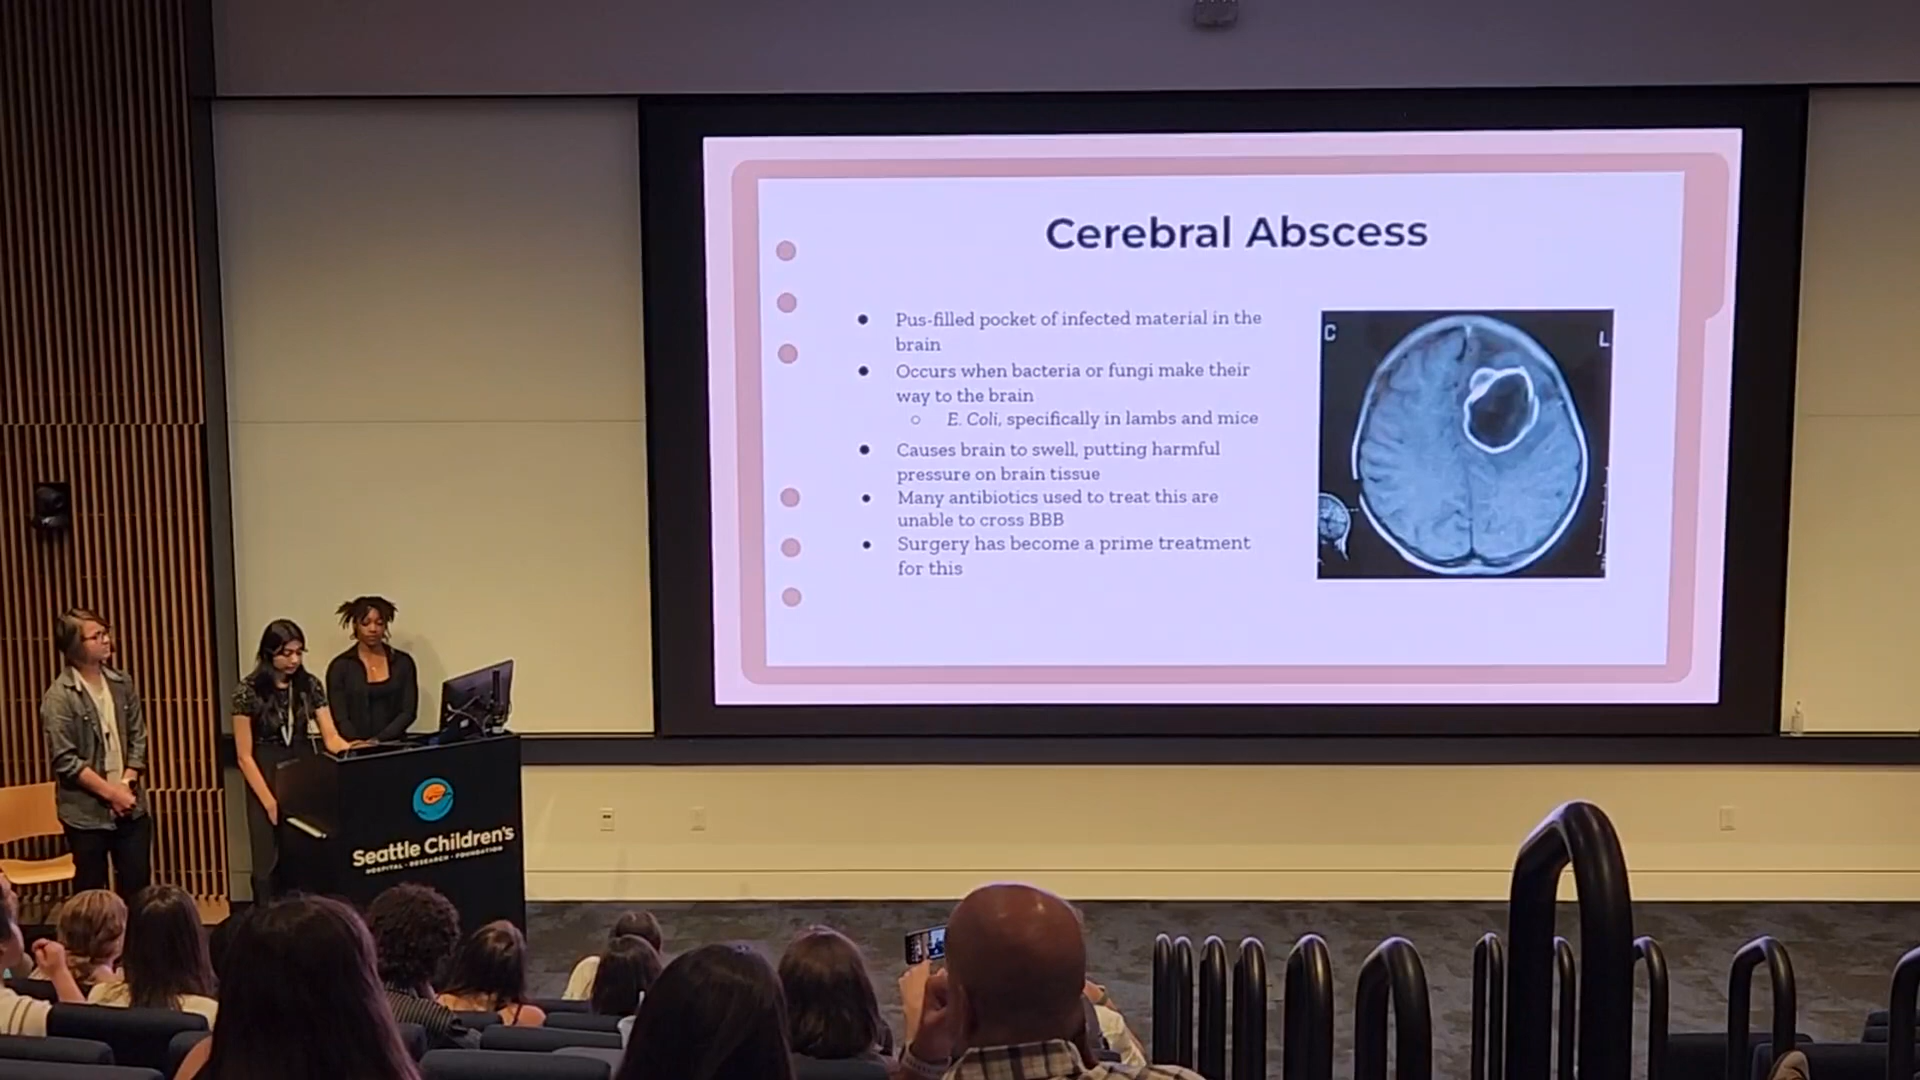 Cerebral Abscess
● Pus-filled pocket of infected material in the
brain
● Occurs when bacteria or fungi make their
way to the brain
○ E. Coli, specifically in lambs and mice
● Causes brain to swell, putting harmful
pressure on brain tissue
● Many antibiotics used to treat this are
unable to cross BBB
● Surgery has become a prime treatment
for this
C
L
Seattle Children's
HOSPITAL • RESEARCH • FOUNDATION